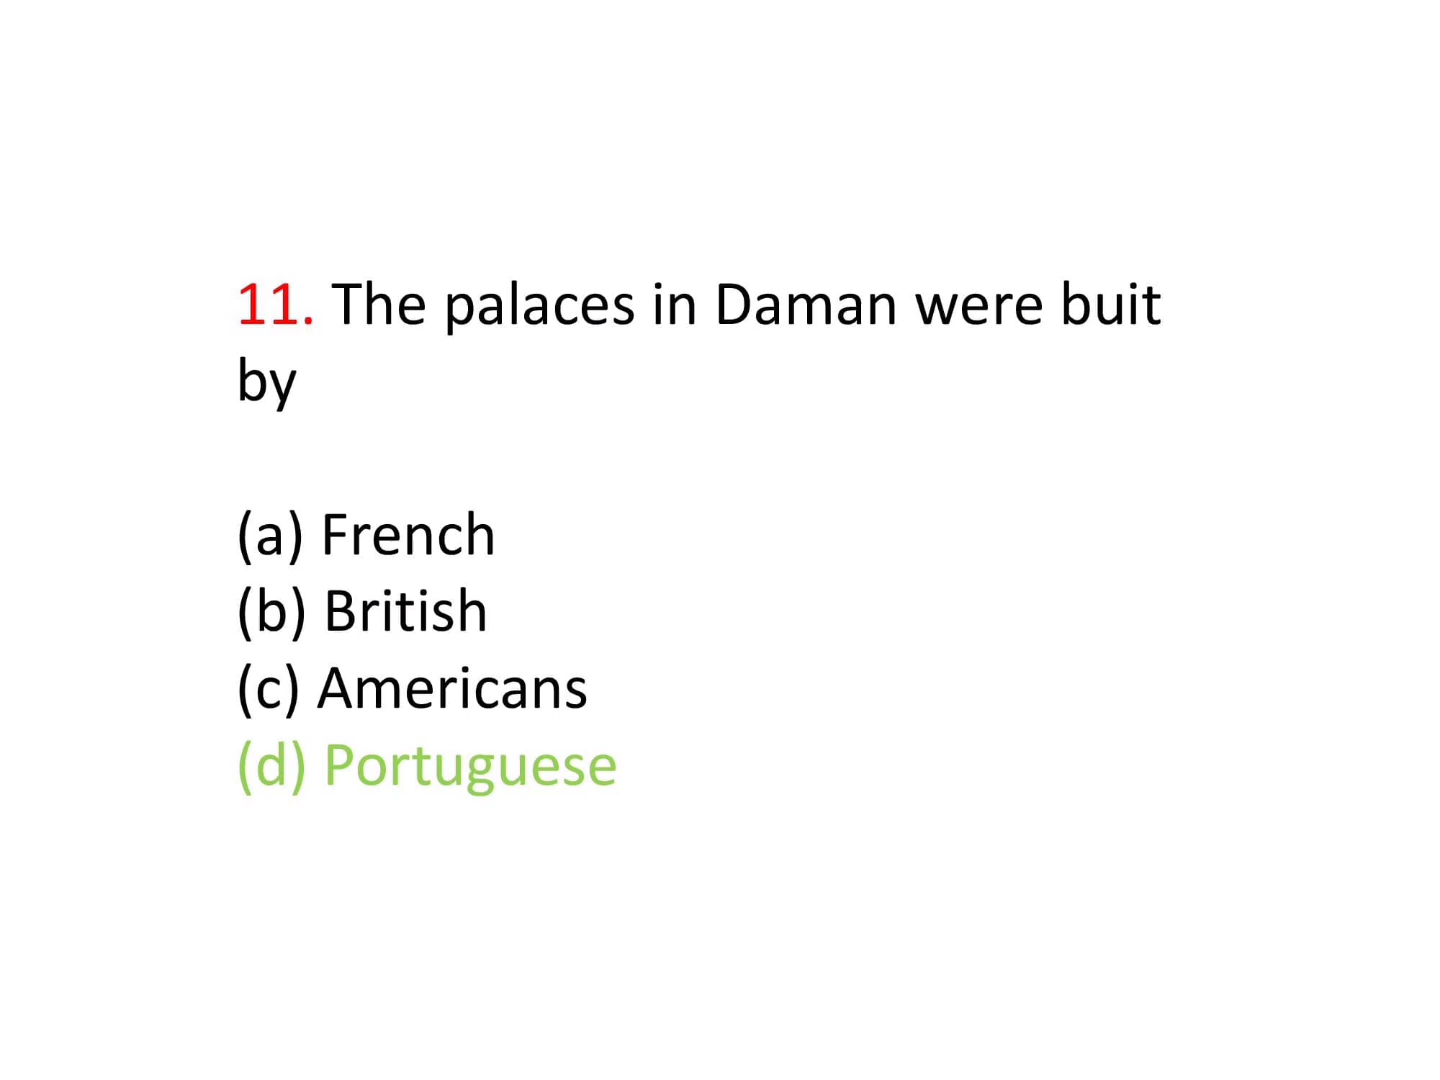 11. The palaces in Daman were buit
by
(a) French
(b) British
(c) Americans
(d) Portuguese